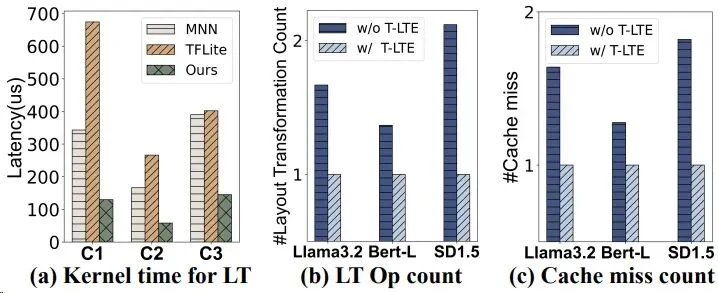 700
600
500
400
300
200
100
0
Latency(us)
MNN
TFLite
Ours
C1 C2 C3
(a) Kernel time for LT
2
1
#Layout Transformation Count
w/o T-LTE
w/ T-LTE
Llama3.2 Bert-L SD1.5
(b) LT Op count
2
1
#Cache miss
w/o T-LTE
w/ T-LTE
Llama3.2 Bert-L SD1.5
(c) Cache miss count